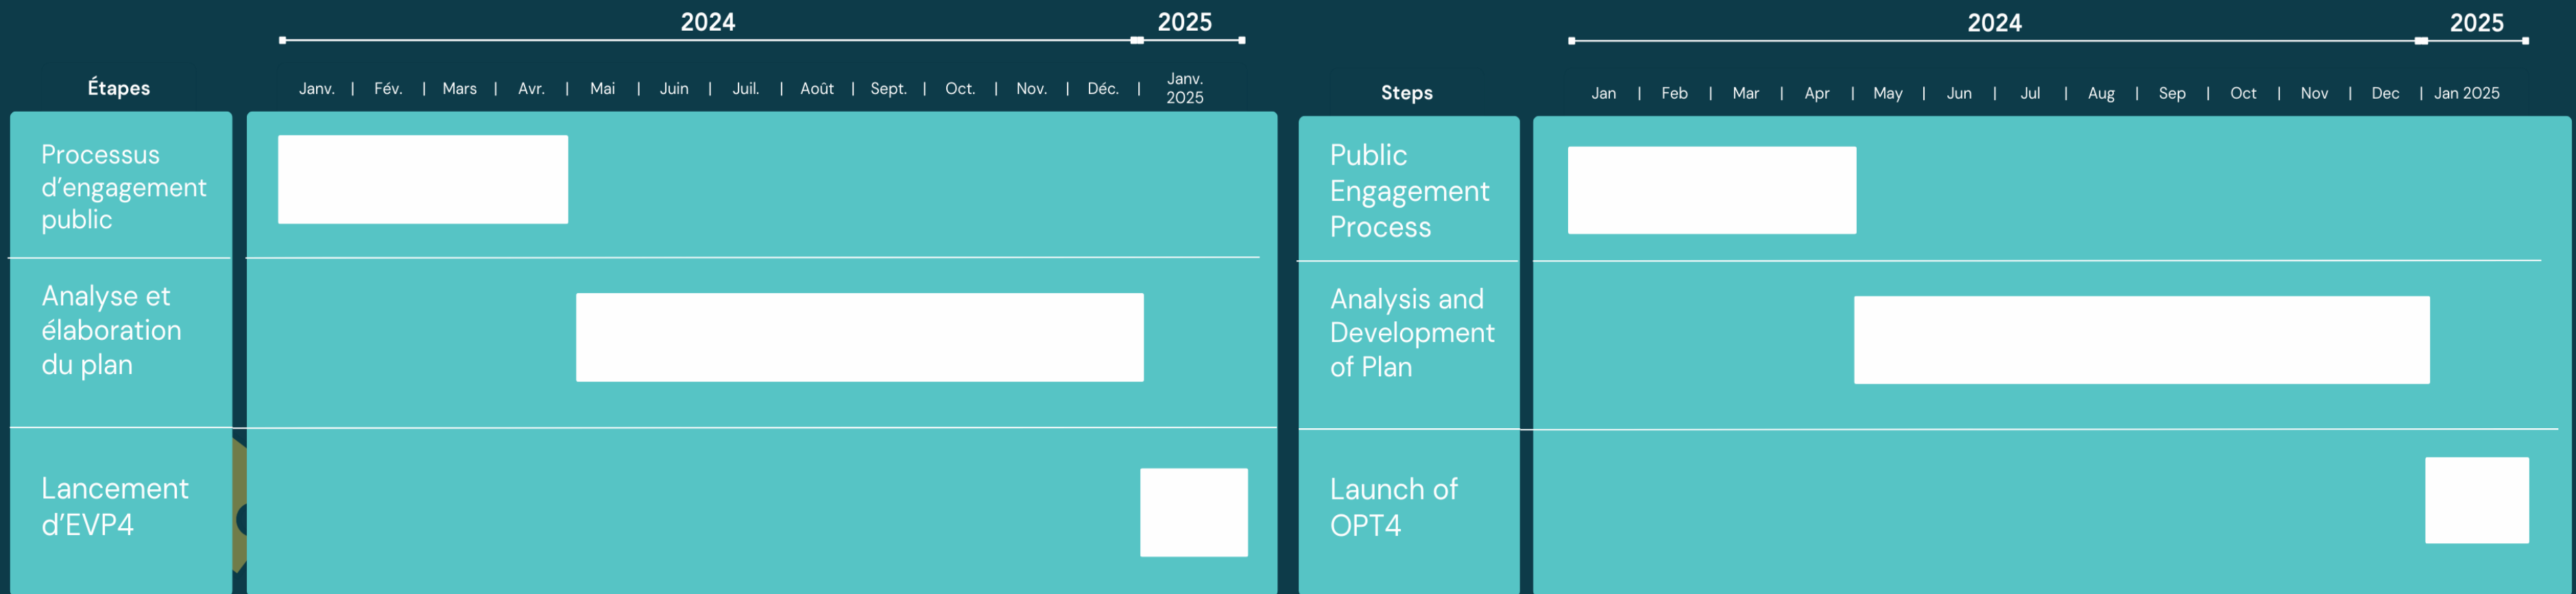 2024
2025
Étapes
Janv. | Fév. | Mars | Avr. | Mai | Juin | Juil. | Août | Sept. | Oct. | Nov. | Déc. | Janv. 2025
Processus
d’engagement
public
Analyse et
élaboration
du plan
Lancement
d’EVP4
2024
2025
Steps
Jan | Feb | Mar | Apr | May | Jun | Jul | Aug | Sep | Oct | Nov | Dec | Jan 2025
Public
Engagement
Process
Analysis and
Development
of Plan
Launch of
OPT4